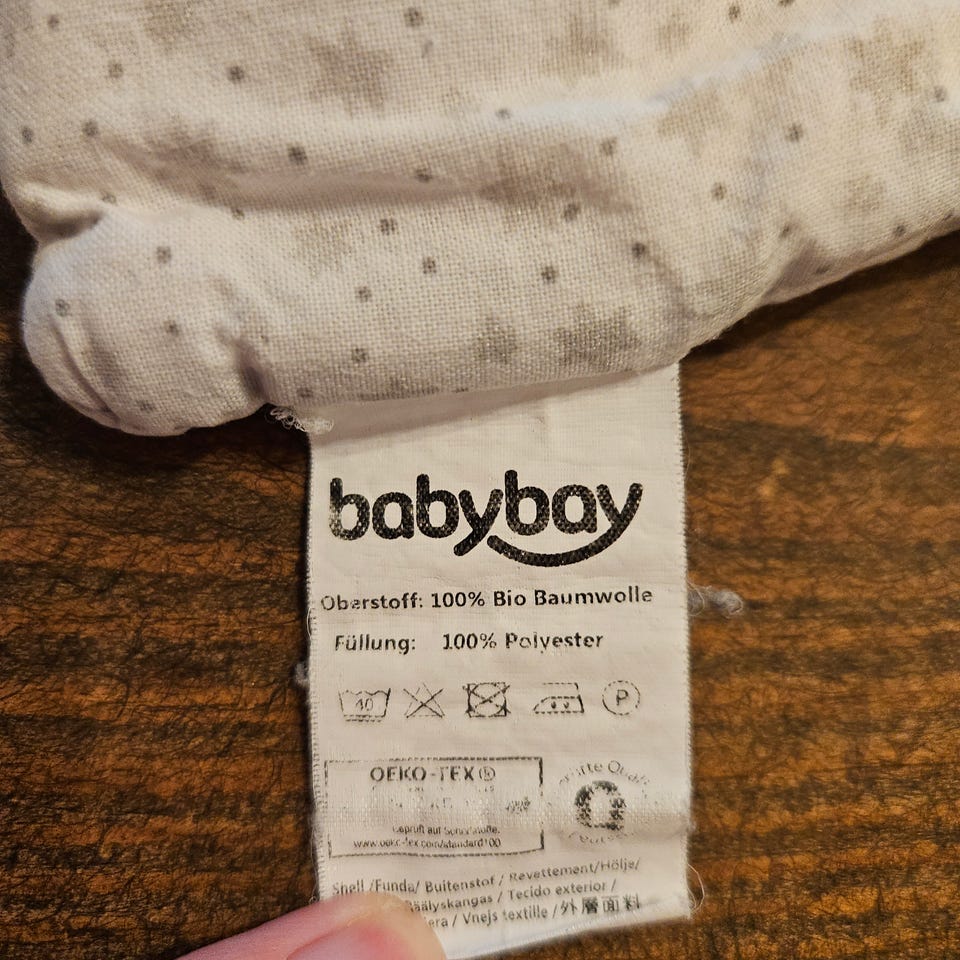 babybay
Oberstoff: 100% Bio Baumwolle
Füllung: 100% Polyester
40
P
OEKO-TEX®
Geprüft auf Schadstoffe.
www.oeko-tex.com/standard100
Shell /Funda/ Buitenstof / Revettement/Hölje/
/ Tecido exterior /
/ Vnejs textille / 外層面料